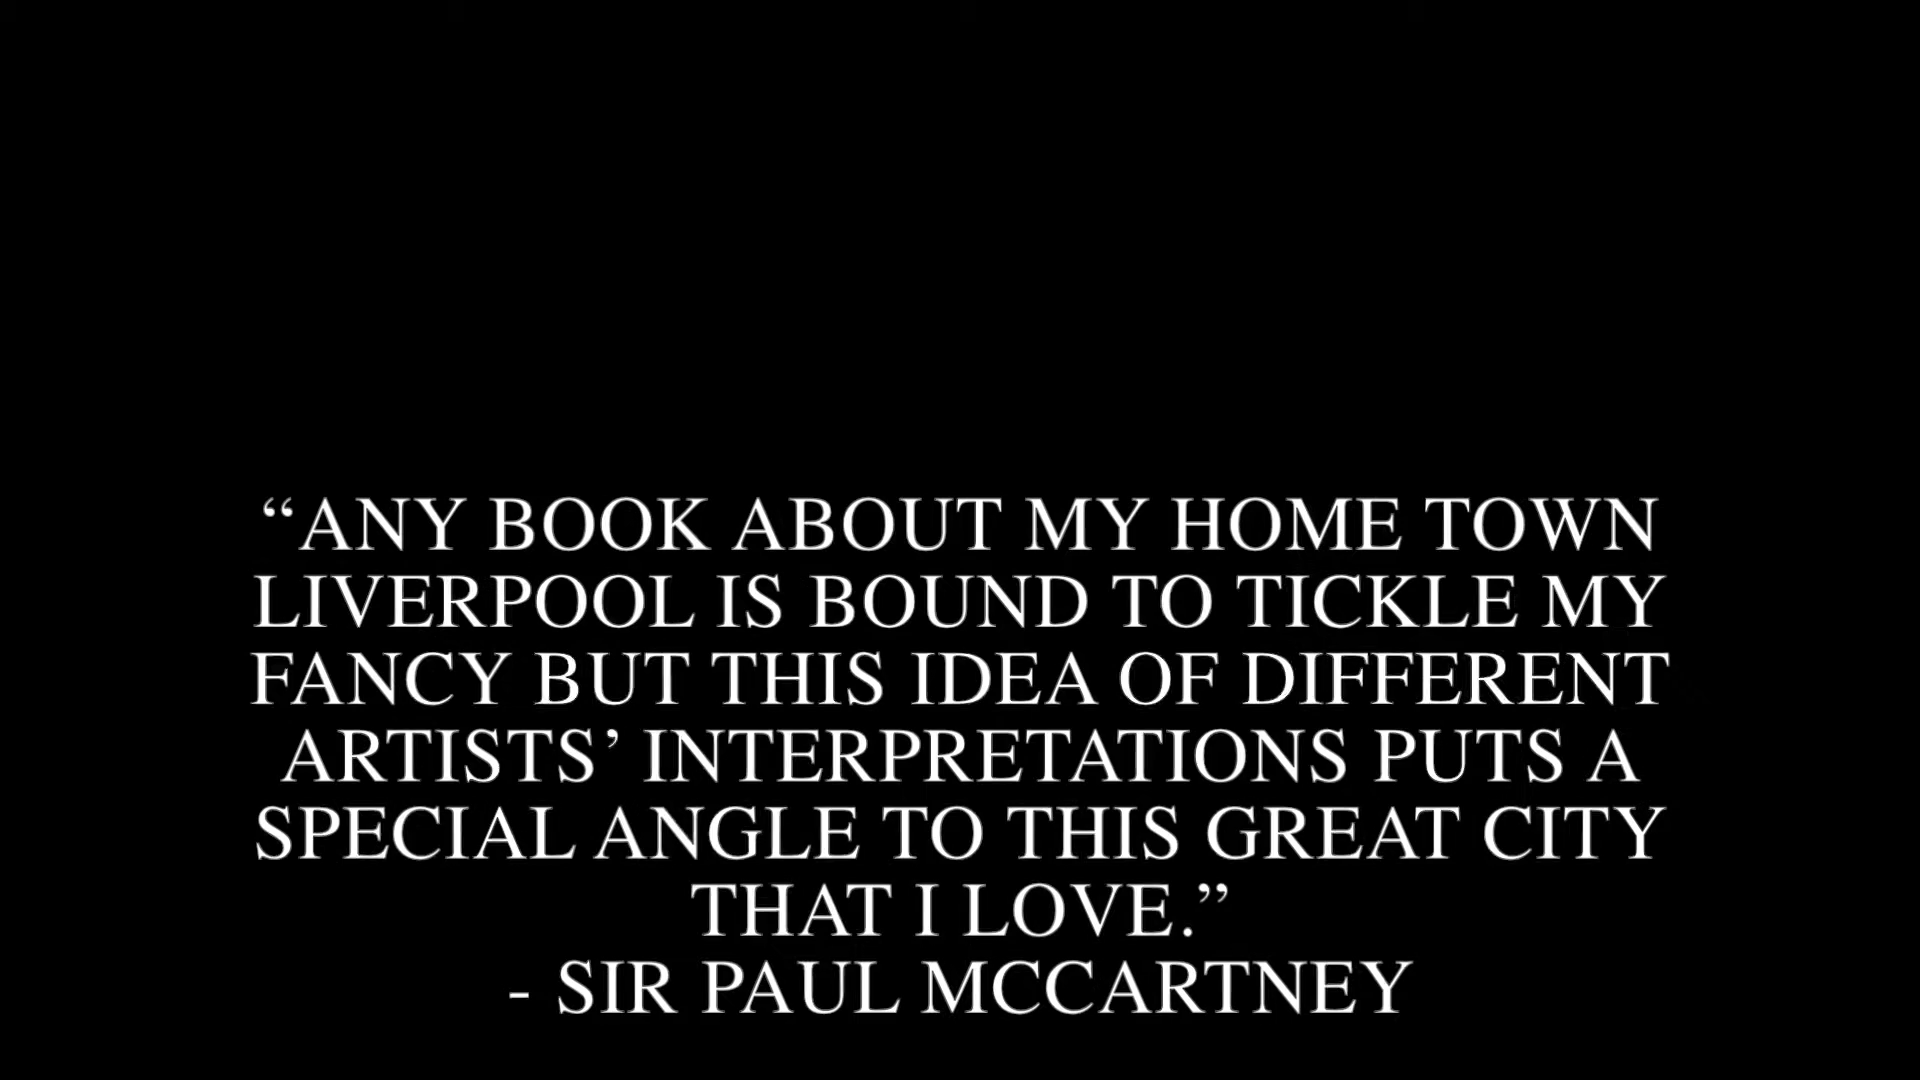 “ANY BOOK ABOUT MY HOME TOWN
LIVERPOOL IS BOUND TO TICKLE MY
FANCY BUT THIS IDEA OF DIFFERENT
ARTISTS’ INTERPRETATIONS PUTS A
SPECIAL ANGLE TO THIS GREAT CITY
THAT I LOVE.”
- SIR PAUL MCCARTNEY